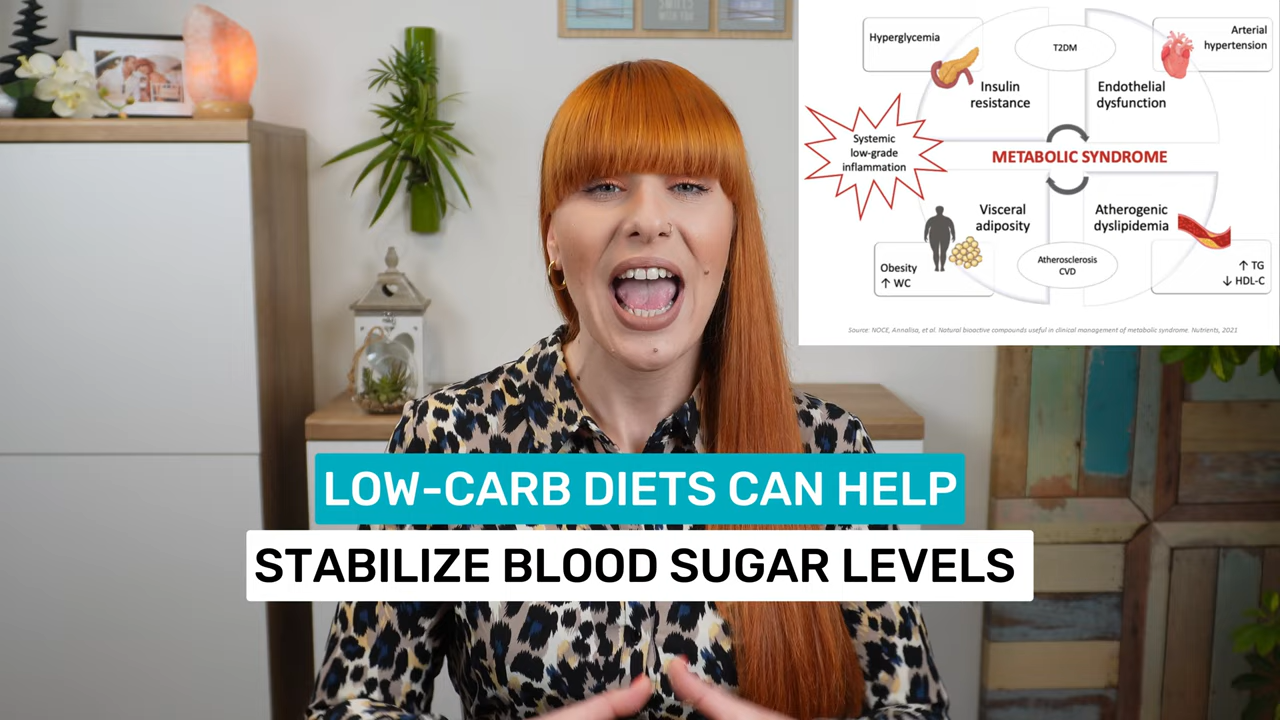 Hyperglycemia
T2DM
Arterial
hypertension
Insulin
resistance
Endothelial
dysfunction
Systemic
low-grade
inflammation
METABOLIC SYNDROME
Visceral
adiposity
Atherogenic
dyslipidemia
Obesity
↑ WC
Atherosclerosis
CVD
↑ TG
↓ HDL-C
Source: NOCE, Annalisa, et al. Natural bioactive compounds useful in clinical management of metabolic syndrome. Nutrients, 2021
LOW-CARB DIETS CAN HELP
STABILIZE BLOOD SUGAR LEVELS